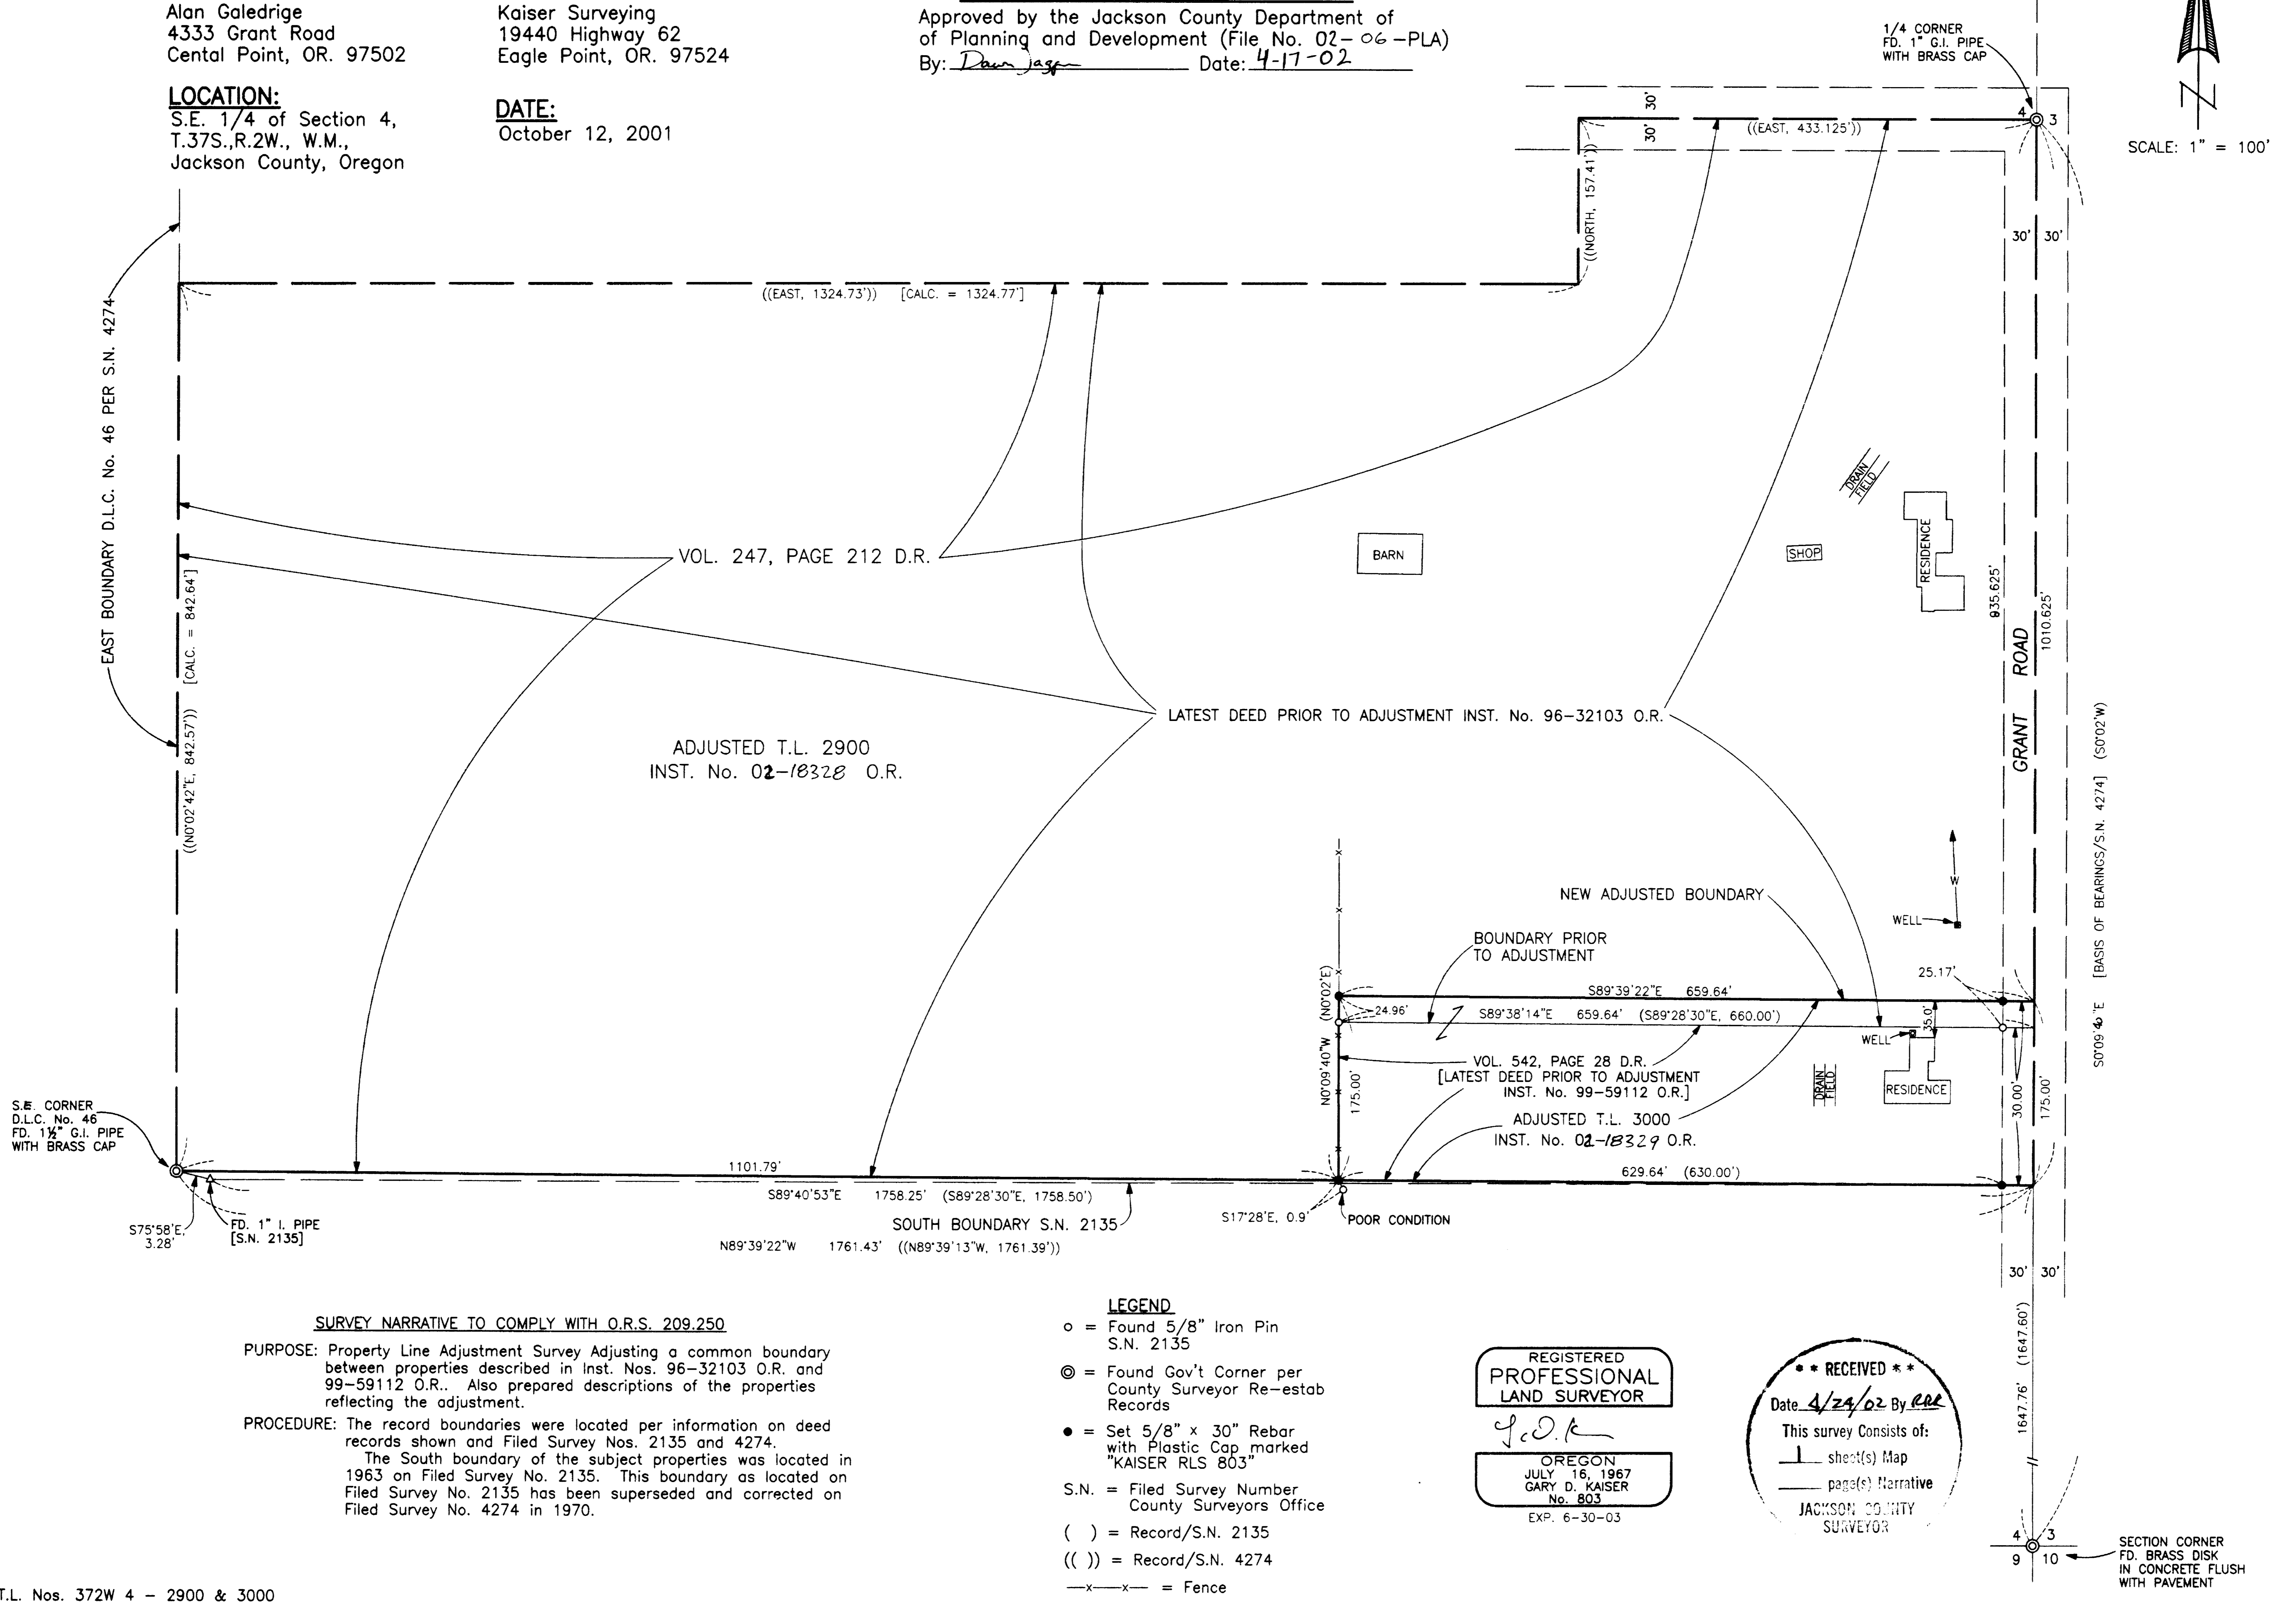 Alan Galedrige
4333 Grant Road
Cental Point, OR. 97502
Kaiser Surveying
19440 Highway 62
Eagle Point, OR. 97524
Approved by the Jackson County Department of
of Planning and Development (File No. 02-06-PLA)
By: Date: 4-17-02
LOCATION:
S.E. 1/4 of Section 4,
T.37S.,R.2W., W.M.,
Jackson County, Oregon
DATE:
October 12, 2001
1/4 CORNER
FD. 1" G.I. PIPE
WITH BRASS CAP
4 3
N
SCALE: 1" = 100'
30'
30'
((EAST, 433.125'))
((NORTH, 157.41'))
30' 30'
((EAST, 1324.73')) [CALC. = 1324.77']
EAST BOUNDARY D.L.C. No. 46 PER S.N. 4274
((N0°02'42"E, 842.57')) [CALC. = 842.64']
DRAIN
FIELD
RESIDENCE
SHOP
BARN
VOL. 247, PAGE 212 D.R.
935.625'
1010.625'
GRANT ROAD
LATEST DEED PRIOR TO ADJUSTMENT INST. No. 96-32103 O.R.
ADJUSTED T.L. 2900
INST. No. 02-18328 O.R.
S0°09'40"E [BASIS OF BEARINGS/S.N. 4274] (S0°02'W)
NEW ADJUSTED BOUNDARY
W
WELL
BOUNDARY PRIOR
TO ADJUSTMENT
25.17'
S89°39'22"E 659.64'
24.96'
S89°38'14"E 659.64' (S89°28'30"E, 660.00')
35.0'
WELL
N0°09'40"W (N0°02'E)
175.00'
VOL. 542, PAGE 28 D.R.
[LATEST DEED PRIOR TO ADJUSTMENT
INST. No. 99-59112 O.R.]
DRAIN
FIELD
RESIDENCE
30.00'
175.00'
ADJUSTED T.L. 3000
INST. No. 02-18329 O.R.
S.E. CORNER
D.L.C. No. 46
FD. 1½" G.I. PIPE
WITH BRASS CAP
1101.79'
629.64' (630.00')
S89°40'53"E 1758.25' (S89°28'30"E, 1758.50')
S75°58'E,
3.28'
FD. 1" I. PIPE
[S.N. 2135]
SOUTH BOUNDARY S.N. 2135
S17°28'E, 0.9'
POOR CONDITION
N89°39'22"W 1761.43' ((N89°39'13"W, 1761.39'))
30' 30'
1647.76' (1647.60')
SURVEY NARRATIVE TO COMPLY WITH O.R.S. 209.250
PURPOSE: Property Line Adjustment Survey Adjusting a common boundary
between properties described in Inst. Nos. 96-32103 O.R. and
99-59112 O.R.. Also prepared descriptions of the properties
reflecting the adjustment.
PROCEDURE: The record boundaries were located per information on deed
records shown and Filed Survey Nos. 2135 and 4274.
The South boundary of the subject properties was located in
1963 on Filed Survey No. 2135. This boundary as located on
Filed Survey No. 2135 has been superseded and corrected on
Filed Survey No. 4274 in 1970.
LEGEND
o = Found 5/8" Iron Pin
S.N. 2135
◎ = Found Gov't Corner per
County Surveyor Re-estab
Records
● = Set 5/8" x 30" Rebar
with Plastic Cap marked
"KAISER RLS 803"
S.N. = Filed Survey Number
County Surveyors Office
( ) = Record/S.N. 2135
(( )) = Record/S.N. 4274
—x—x— = Fence
REGISTERED
PROFESSIONAL
LAND SURVEYOR
OREGON
JULY 16, 1967
GARY D. KAISER
No. 803
EXP. 6-30-03
* * RECEIVED * *
Date 4/24/02 By RRR
This survey Consists of:
1 sheet(s) Map
page(s) Narrative
JACKSON COUNTY
SURVEYOR
4 3
9 10
SECTION CORNER
FD. BRASS DISK
IN CONCRETE FLUSH
WITH PAVEMENT
T.L. Nos. 372W 4 - 2900 & 3000